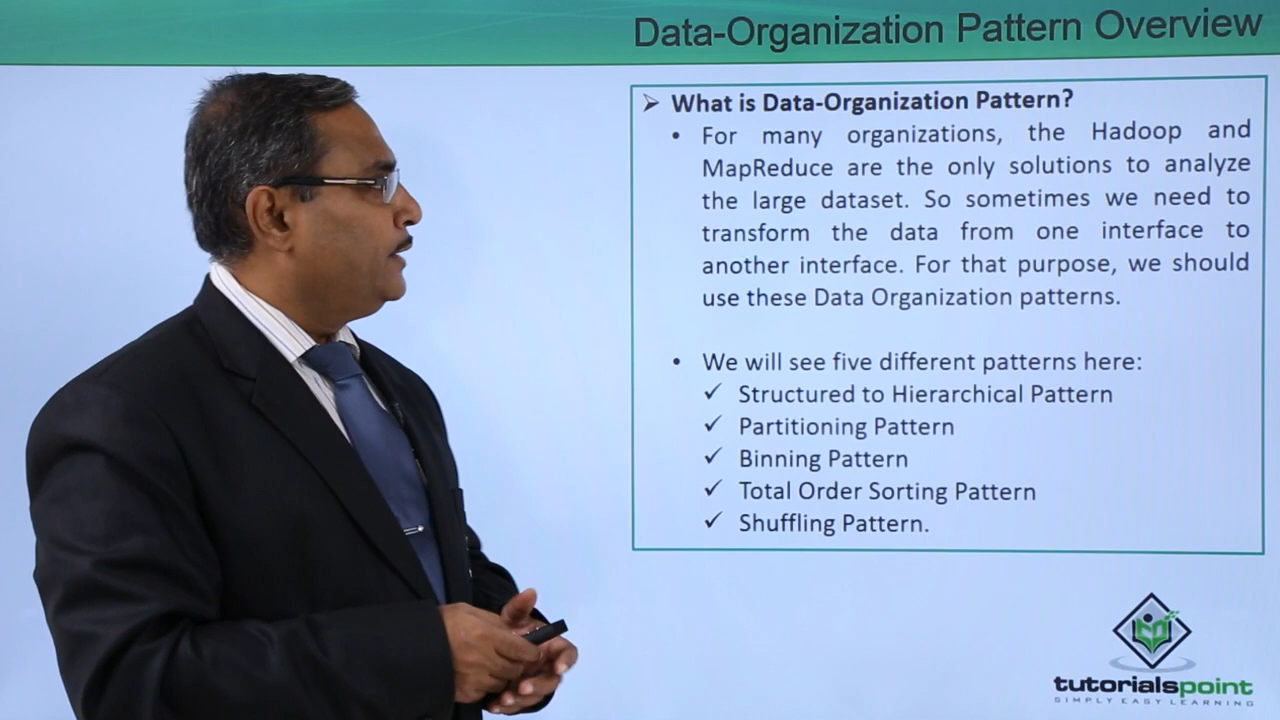 Data-Organization Pattern Overview
➢ What is Data-Organization Pattern?
• For many organizations, the Hadoop and
MapReduce are the only solutions to analyze
the large dataset. So sometimes we need to
transform the data from one interface to
another interface. For that purpose, we should
use these Data Organization patterns.
• We will see five different patterns here:
✓ Structured to Hierarchical Pattern
✓ Partitioning Pattern
✓ Binning Pattern
✓ Total Order Sorting Pattern
✓ Shuffling Pattern.
tutorialspoint
SIMPLY EASY LEARNING